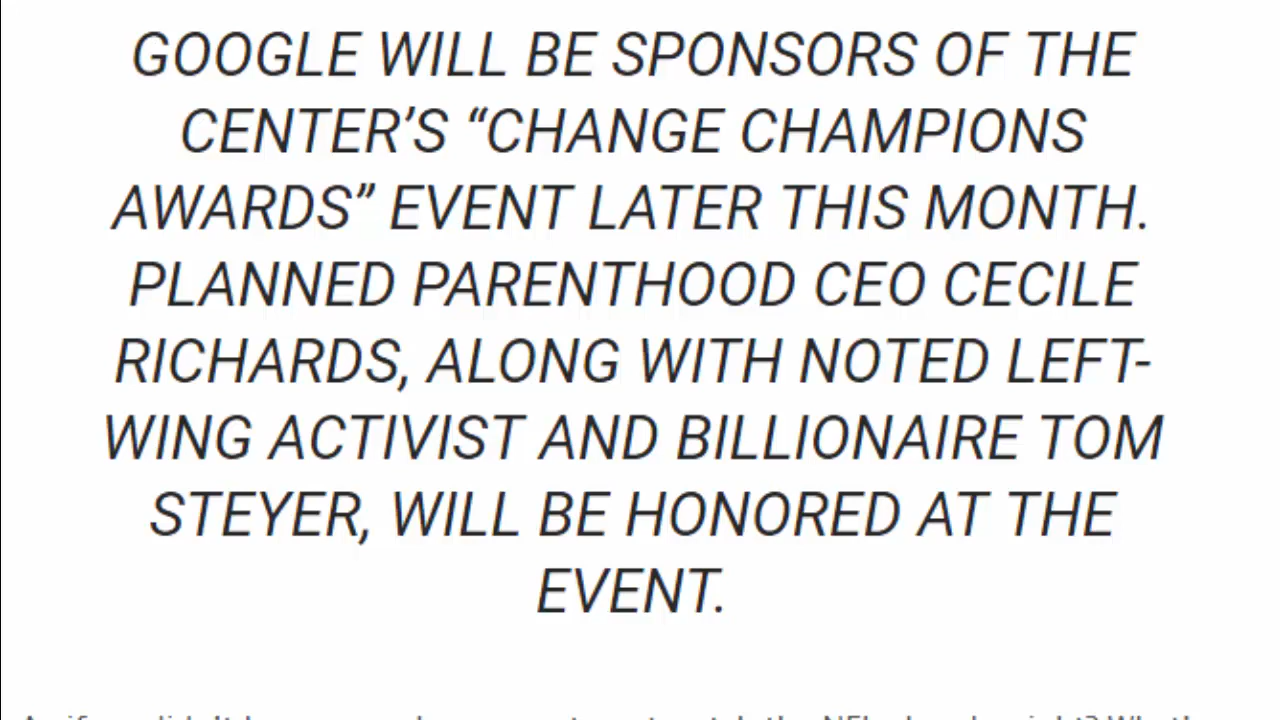 GOOGLE WILL BE SPONSORS OF THE
CENTER’S “CHANGE CHAMPIONS
AWARDS” EVENT LATER THIS MONTH.
PLANNED PARENTHOOD CEO CECILE
RICHARDS, ALONG WITH NOTED LEFT-
WING ACTIVIST AND BILLIONAIRE TOM
STEYER, WILL BE HONORED AT THE
EVENT.